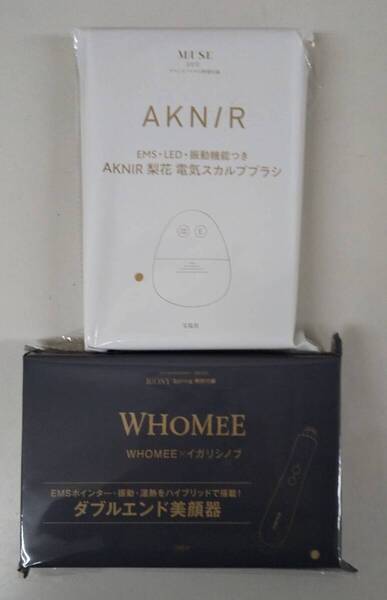 MUSE
AKNIR
EMS・LED・振動機能つき
AKNIR 梨花 電気スカルプブラシ
宝島社
Spring
WHOMEE
WHOMEE×イガリシノブ
EMSポインター・振動・温熱をハイブリッドで搭載!
ダブルエンド美顔器